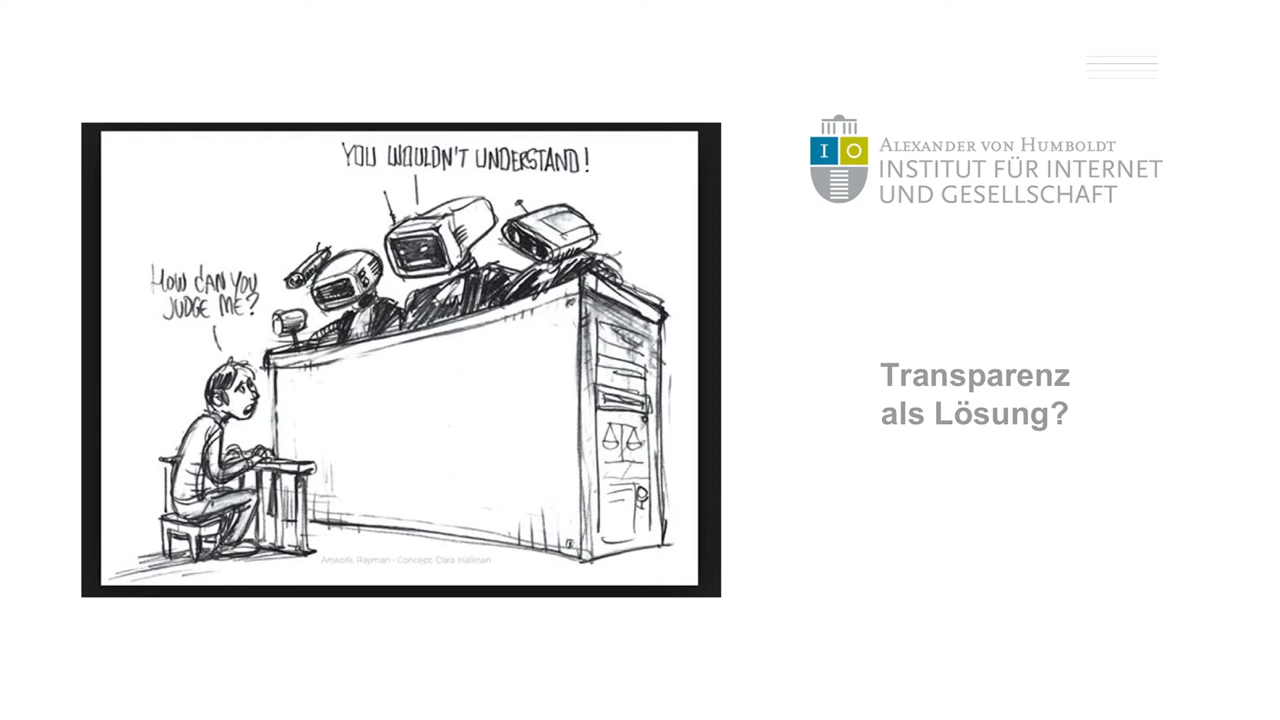 YOU WOULDN'T UNDERSTAND!
HOW CAN YOU
JUDGE ME?
Artwork: Rayman - Concept: Dara Hallinan
I O
ALEXANDER VON HUMBOLDT
INSTITUT FÜR INTERNET
UND GESELLSCHAFT
Transparenz
als Lösung?